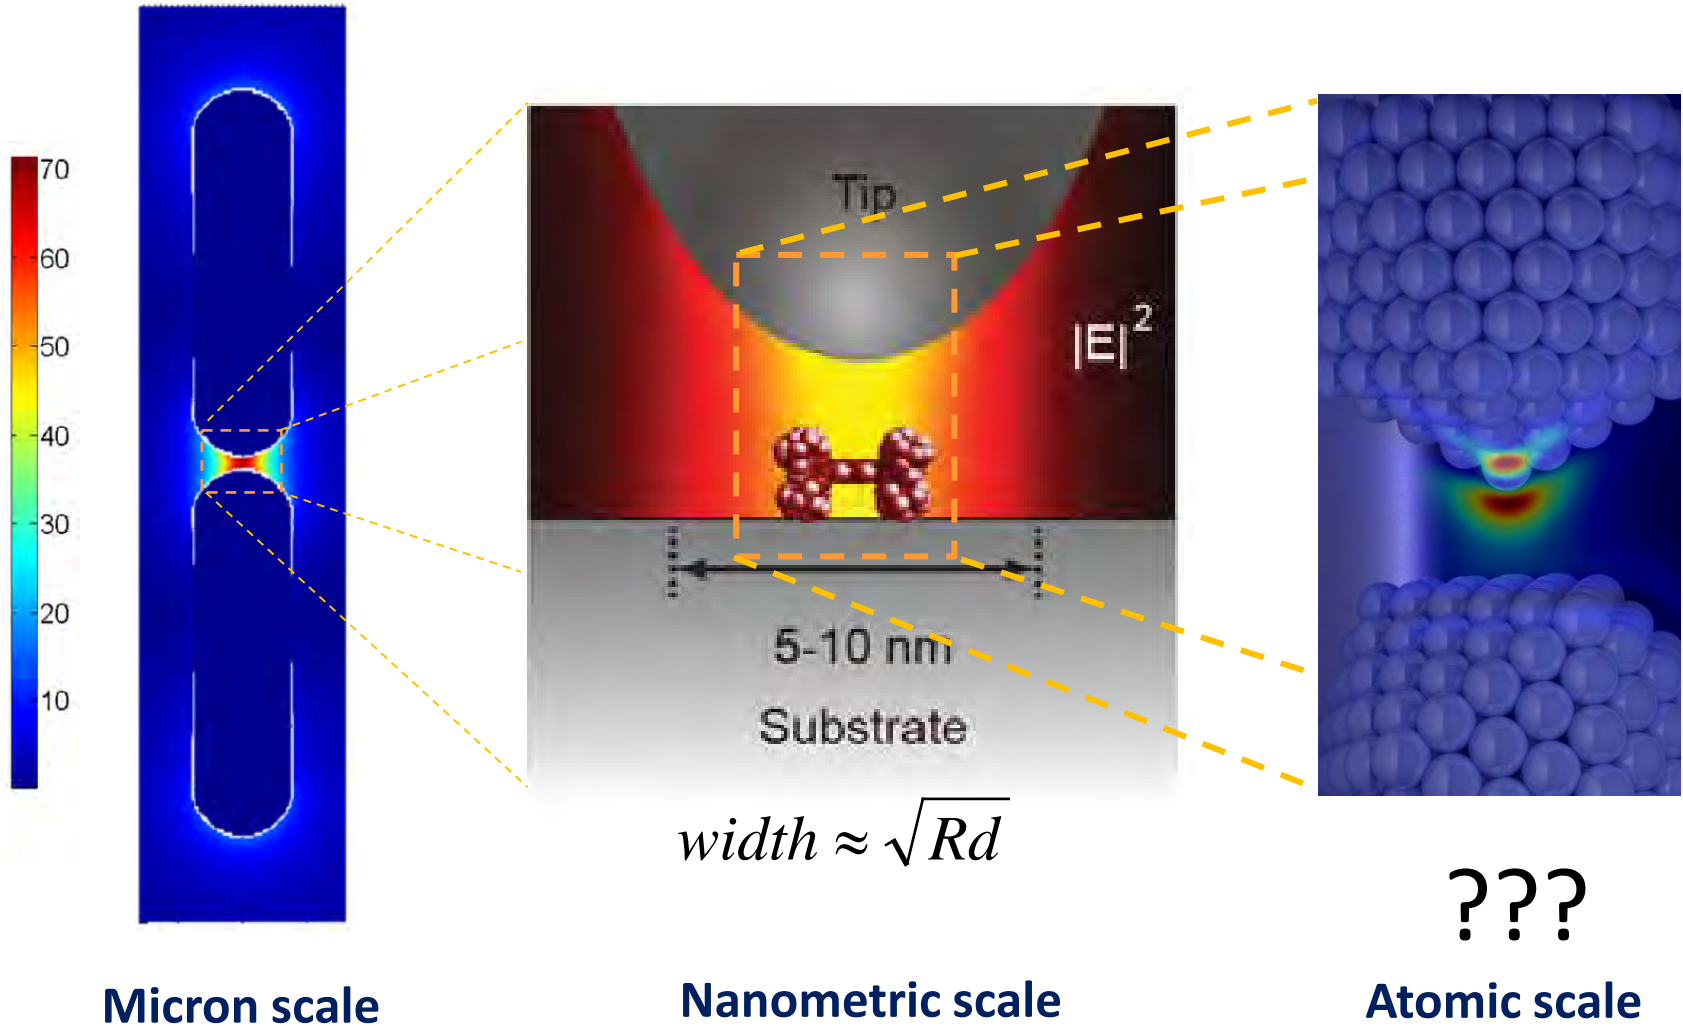 70
60
50
40
30
20
10
Tip
|E|²
5-10 nm
Substrate
width ≈ √Rd
???
Micron scale
Nanometric scale
Atomic scale